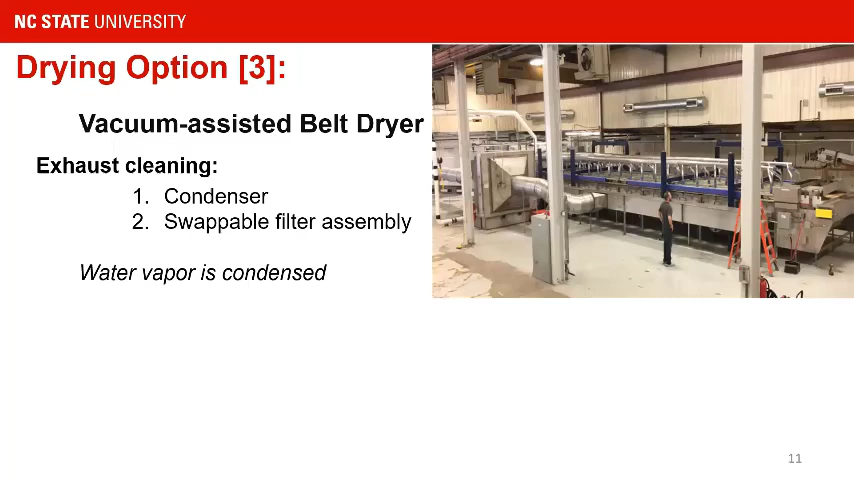 NC STATE UNIVERSITY
Drying Option [3]:
Vacuum-assisted Belt Dryer
Exhaust cleaning:
1. Condenser
2. Swappable filter assembly
Water vapor is condensed
11